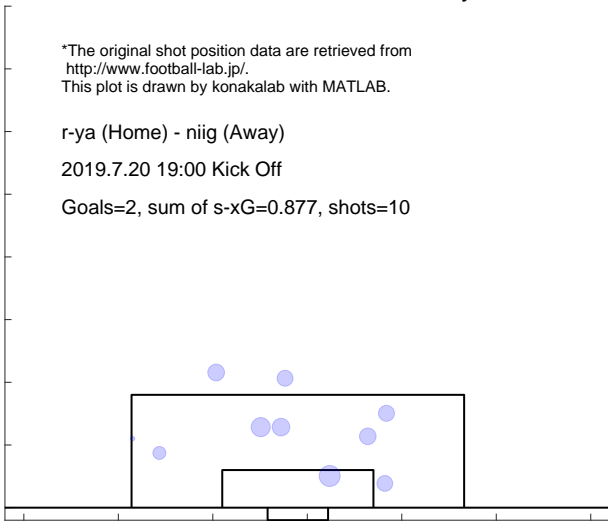 *The original shot position data are retrieved from
http://www.football-lab.jp/.
This plot is drawn by konakalab with MATLAB.
r-ya (Home) - niig (Away)
2019.7.20 19:00 Kick Off
Goals=2, sum of s-xG=0.877, shots=10